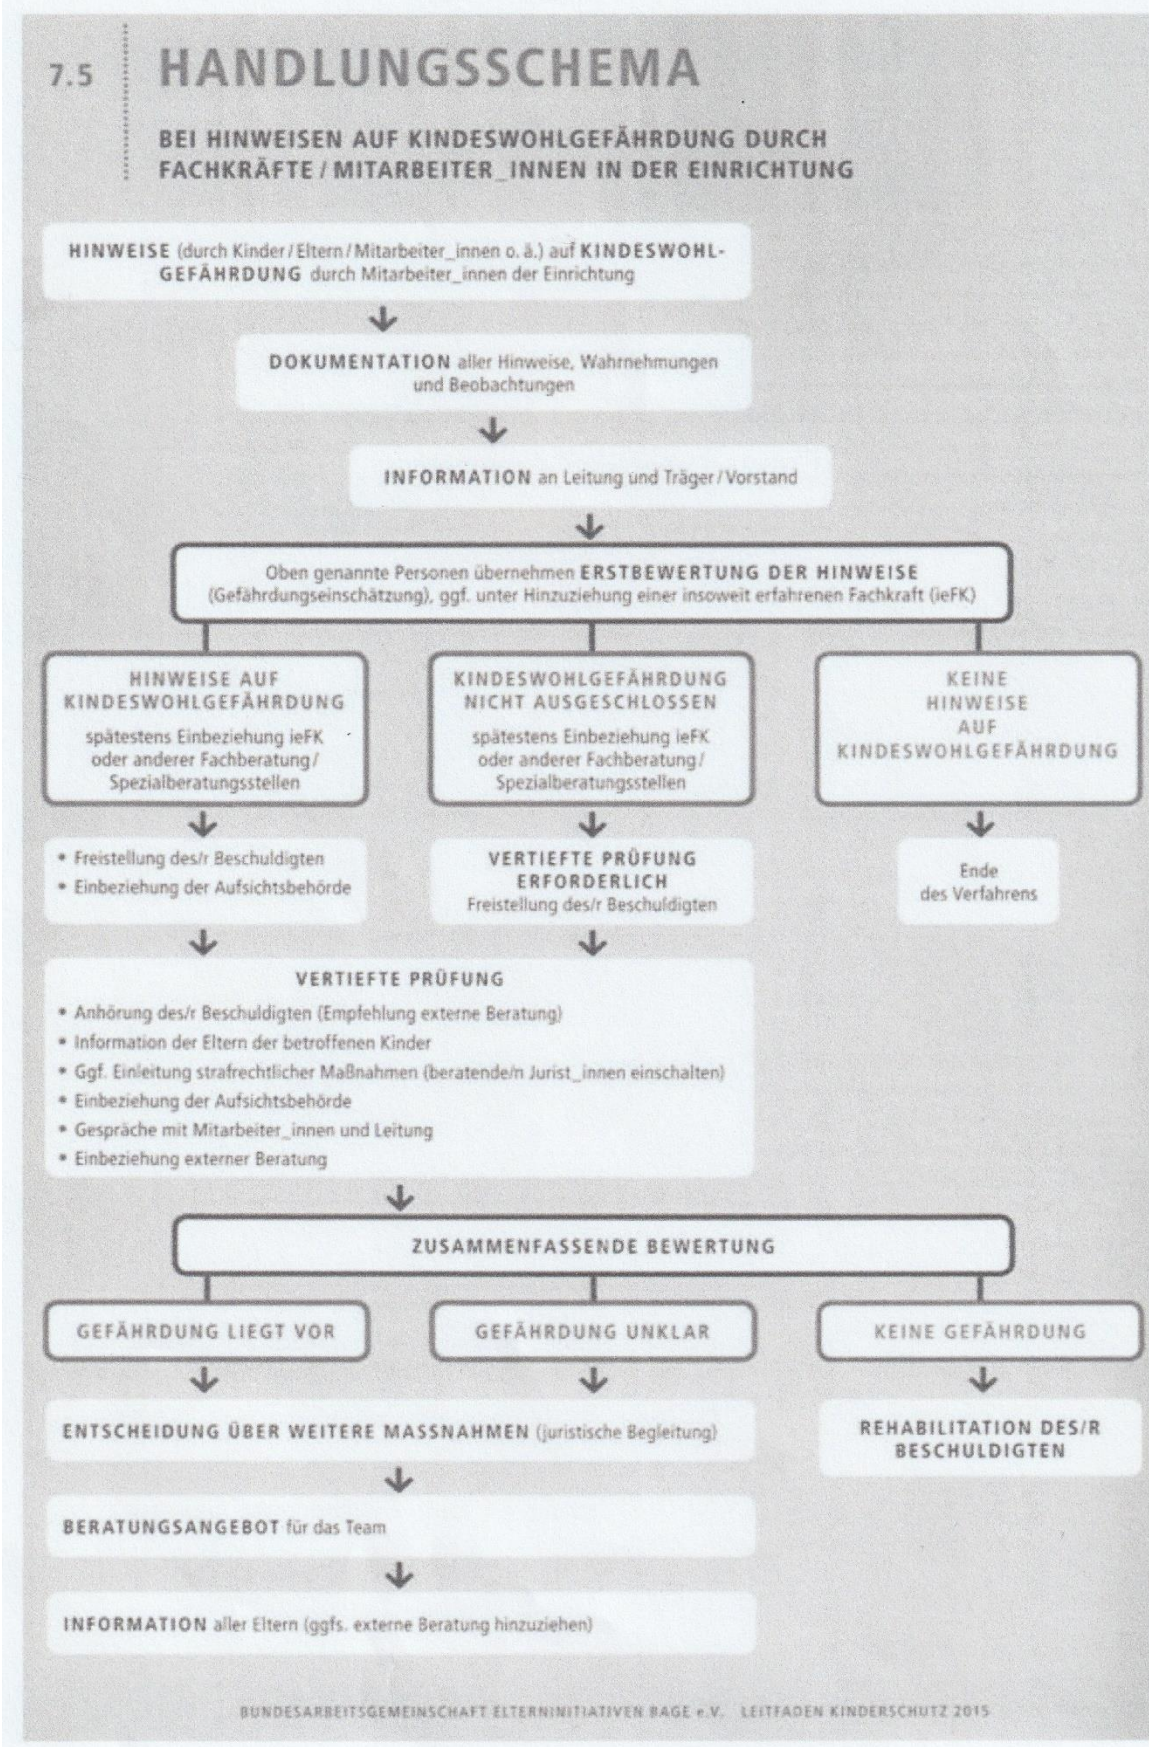 7.5
HANDLUNGSSCHEMA
BEI HINWEISEN AUF KINDESWOHLGEFÄHRDUNG DURCH
FACHKRÄFTE / MITARBEITER_INNEN IN DER EINRICHTUNG
HINWEISE (durch Kinder / Eltern / Mitarbeiter_innen o. ä.) auf KINDESWOHL-
GEFÄHRDUNG durch Mitarbeiter_innen der Einrichtung
DOKUMENTATION aller Hinweise, Wahrnehmungen
und Beobachtungen
INFORMATION an Leitung und Träger / Vorstand
Oben genannte Personen übernehmen ERSTBEWERTUNG DER HINWEISE
(Gefährdungseinschätzung), ggf. unter Hinzuziehung einer insoweit erfahrenen Fachkraft (ieFK)
HINWEISE AUF
KINDESWOHLGEFÄHRDUNG
spätestens Einbeziehung ieFK
oder anderer Fachberatung /
Spezialberatungsstellen
KINDESWOHLGEFÄHRDUNG
NICHT AUSGESCHLOSSEN
spätestens Einbeziehung ieFK
oder anderer Fachberatung /
Spezialberatungsstellen
KEINE
HINWEISE
AUF
KINDESWOHLGEFÄHRDUNG
• Freistellung des/r Beschuldigten
• Einbeziehung der Aufsichtsbehörde
VERTIEFTE PRÜFUNG
ERFORDERLICH
Freistellung des/r Beschuldigten
Ende
des Verfahrens
VERTIEFTE PRÜFUNG
• Anhörung des/r Beschuldigten (Empfehlung externe Beratung)
• Information der Eltern der betroffenen Kinder
• Ggf. Einleitung strafrechtlicher Maßnahmen (beratende/n Jurist_innen einschalten)
• Einbeziehung der Aufsichtsbehörde
• Gespräche mit Mitarbeiter_innen und Leitung
• Einbeziehung externer Beratung
ZUSAMMENFASSENDE BEWERTUNG
GEFÄHRDUNG LIEGT VOR
GEFÄHRDUNG UNKLAR
KEINE GEFÄHRDUNG
ENTSCHEIDUNG ÜBER WEITERE MASSNAHMEN (juristische Begleitung)
REHABILITATION DES/R
BESCHULDIGTEN
BERATUNGSANGEBOT für das Team
INFORMATION aller Eltern (ggfs. externe Beratung hinzuziehen)
BUNDESARBEITSGEMEINSCHAFT ELTERNINITIATIVEN BAGE e.V. LEITFADEN KINDERSCHUTZ 2015